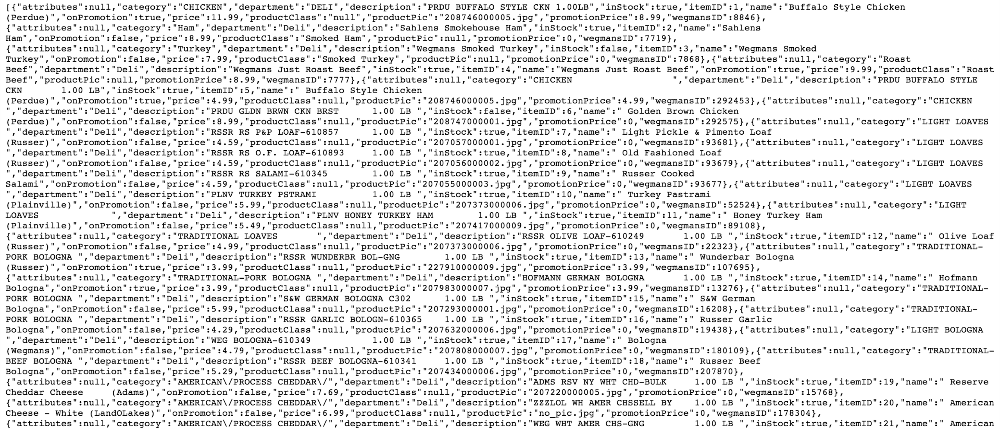 [{"attributes":null,"category":"CHICKEN","department":"DELI","description":"PRDU BUFFALO STYLE CKN 1.00LB","inStock":true,"itemID":1,"name":"Buffalo Style Chicken
(Perdue)","onPromotion":true,"price":11.99,"productClass":"null","productPic":"208746000005.jpg","promotionPrice":8.99,"wegmansID":8846},
{"attributes":null,"category":"Ham","department":"Deli","description":"Sahlens Smokehouse Ham","inStock":true,"itemID":2,"name":"Sahlens
Ham","onPromotion":false,"price":8.99,"productClass":"Smoked Ham","productPic":null,"promotionPrice":0,"wegmansID":7719},
{"attributes":null,"category":"Turkey","department":"Deli","description":"Wegmans Smoked Turkey","inStock":false,"itemID":3,"name":"Wegmans Smoked
Turkey","onPromotion":false,"price":7.99,"productClass":"Smoked Turkey","productPic":null,"promotionPrice":0,"wegmansID":7868},{"attributes":null,"category":"Roast
Beef","department":"Deli","description":"Wegmans Just Roast Beef","inStock":true,"itemID":4,"name":"Wegmans Just Roast Beef","onPromotion":true,"price":9.99,"productClass":"Roast
Beef","productPic":null,"promotionPrice":8.99,"wegmansID":7777},{"attributes":null,"category":"CHICKEN                  ","department":"Deli","description":"PRDU BUFFALO STYLE
CKN       1.00 LB","inStock":true,"itemID":5,"name":" Buffalo Style Chicken
(Perdue)","onPromotion":true,"price":4.99,"productClass":null,"productPic":"208746000005.jpg","promotionPrice":4.99,"wegmansID":292453},{"attributes":null,"category":"CHICKEN
","department":"Deli","description":"PRDU GLDN BRWN CKN BRST      1.00 LB ","inStock":false,"itemID":6,"name":" Golden Brown Chicken
(Perdue)","onPromotion":false,"price":8.99,"productClass":null,"productPic":"208747000001.jpg","promotionPrice":0,"wegmansID":292575},{"attributes":null,"category":"LIGHT LOAVES
","department":"Deli","description":"RSSR RS P&P LOAF-610857      1.00 LB ","inStock":true,"itemID":7,"name":" Light Pickle & Pimento Loaf
(Russer)","onPromotion":false,"price":4.59,"productClass":null,"productPic":"207057000001.jpg","promotionPrice":0,"wegmansID":93681},{"attributes":null,"category":"LIGHT LOAVES
","department":"Deli","description":"RSSR RS O.F. LOAF-610893     1.00 LB ","inStock":true,"itemID":8,"name":" Old Fashioned Loaf
(Russer)","onPromotion":false,"price":4.59,"productClass":null,"productPic":"207056000002.jpg","promotionPrice":0,"wegmansID":93679},{"attributes":null,"category":"LIGHT LOAVES
","department":"Deli","description":"RSSR RS SALAMI-610345        1.00 LB ","inStock":true,"itemID":9,"name":" Russer Cooked
Salami","onPromotion":false,"price":4.59,"productClass":null,"productPic":"207055000003.jpg","promotionPrice":0,"wegmansID":93677},{"attributes":null,"category":"LIGHT LOAVES
","department":"Deli","description":"PLNV TURKEY PSTRAMI          1.00 LB ","inStock":true,"itemID":10,"name":" Turkey Pastrami
(Plainville)","onPromotion":false,"price":5.99,"productClass":null,"productPic":"207373000006.jpg","promotionPrice":0,"wegmansID":52524},{"attributes":null,"category":"LIGHT
LOAVES             ","department":"Deli","description":"PLNV HONEY TURKEY HAM        1.00 LB ","inStock":true,"itemID":11,"name":" Honey Turkey Ham
(Plainville)","onPromotion":false,"price":5.49,"productClass":null,"productPic":"207417000009.jpg","promotionPrice":0,"wegmansID":89108},
{"attributes":null,"category":"TRADITIONAL LOAVES       ","department":"Deli","description":"RSSR OLIVE LOAF-610249       1.00 LB ","inStock":true,"itemID":12,"name":" Olive Loaf
(Russer)","onPromotion":false,"price":4.99,"productClass":null,"productPic":"207373000006.jpg","promotionPrice":0,"wegmansID":22323},{"attributes":null,"category":"TRADITIONAL-
PORK BOLOGNA ","department":"Deli","description":"RSSR WUNDERBR BOL-GNG        1.00 LB ","inStock":true,"itemID":13,"name":" Wunderbar Bologna
(Russer)","onPromotion":true,"price":3.99,"productClass":null,"productPic":"227910000009.jpg","promotionPrice":3.99,"wegmansID":107695},
{"attributes":null,"category":"TRADITIONAL-PORK BOLOGNA ","department":"Deli","description":"HOFMANN GERMAN BOLOGNA       1.00 LB ","inStock":true,"itemID":14,"name":" Hofmann
Bologna","onPromotion":true,"price":3.99,"productClass":null,"productPic":"207983000007.jpg","promotionPrice":3.99,"wegmansID":13276},{"attributes":null,"category":"TRADITIONAL-
PORK BOLOGNA ","department":"Deli","description":"S&W GERMAN BOLOGNA C302      1.00 LB ","inStock":true,"itemID":15,"name":" S&W German
Bologna","onPromotion":false,"price":5.99,"productClass":null,"productPic":"207293000001.jpg","promotionPrice":0,"wegmansID":16208},{"attributes":null,"category":"TRADITIONAL-
PORK BOLOGNA ","department":"Deli","description":"RSSR GARLIC BOLOGN-610365    1.00 LB ","inStock":true,"itemID":16,"name":" Russer Garlic
Bologna","onPromotion":false,"price":4.29,"productClass":null,"productPic":"207632000006.jpg","promotionPrice":0,"wegmansID":19438},{"attributes":null,"category":"LIGHT BOLOGNA
","department":"Deli","description":"WEG BOLOGNA-610349           1.00 LB ","inStock":true,"itemID":17,"name":" Bologna
(Wegmans)","onPromotion":false,"price":4.79,"productClass":null,"productPic":"207808000007.jpg","promotionPrice":0,"wegmansID":180109},{"attributes":null,"category":"TRADITIONAL-
BEEF BOLOGNA ","department":"Deli","description":"RSSR BEEF BOLOGNA-610341     1.00 LB ","inStock":true,"itemID":18,"name":" Russer Beef
Bologna","onPromotion":false,"price":5.29,"productClass":null,"productPic":"207434000006.jpg","promotionPrice":0,"wegmansID":207870},
{"attributes":null,"category":"AMERICAN\/PROCESS CHEDDAR\/","department":"Deli","description":"ADMS RSV NY WHT CHD-BULK     1.00 LB ","inStock":true,"itemID":19,"name":" Reserve
Cheddar Cheese     (Adams)","onPromotion":false,"price":7.69,"productClass":null,"productPic":"207220000005.jpg","promotionPrice":0,"wegmansID":15768},
{"attributes":null,"category":"AMERICAN\/PROCESS CHEDDAR\/","department":"Deli","description":"ZZZLOL WH AMER CHSSELL BY    1.00 LB ","inStock":true,"itemID":20,"name":" American
Cheese - White (LandOLakes)","onPromotion":false,"price":6.99,"productClass":null,"productPic":"no_pic.jpg","promotionPrice":0,"wegmansID":178304},
{"attributes":null,"category":"AMERICAN\/PROCESS CHEDDAR\/","department":"Deli","description":"WEG WHT AMER CHS-GNG         1.00 LB ","inStock":true,"itemID":21,"name":" American